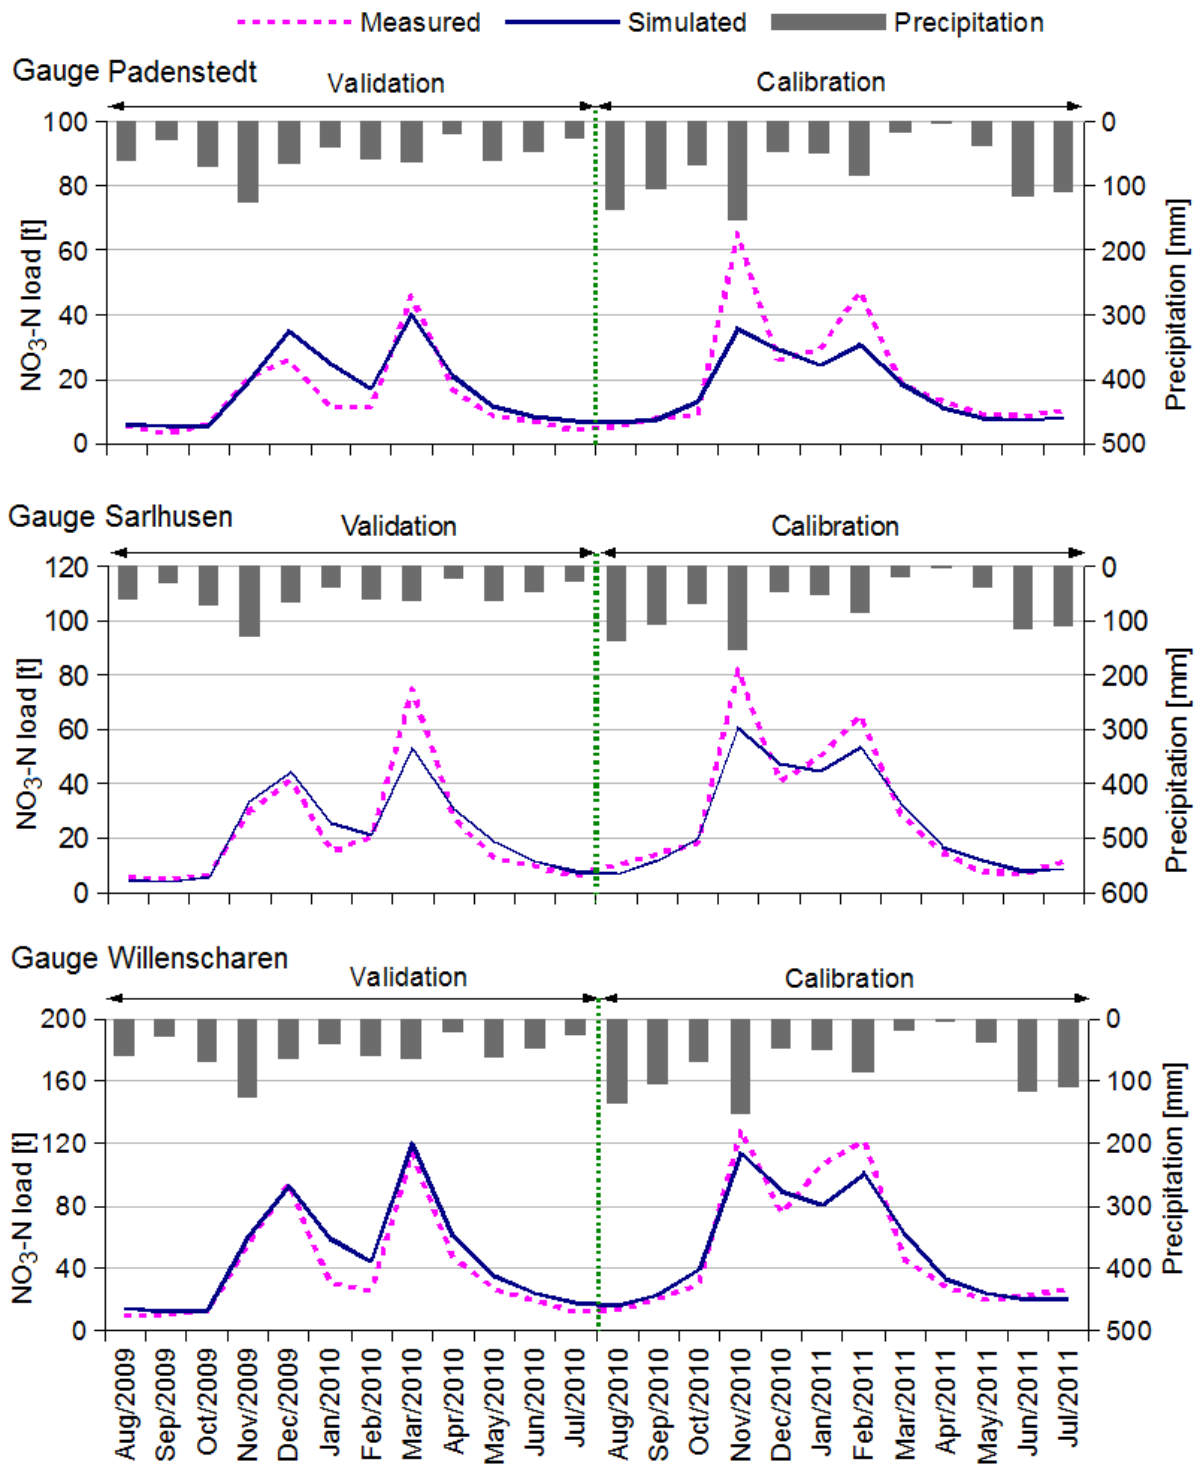 Measured Simulated Precipitation
Gauge Padenstedt
Validation Calibration
100 0
80 100
60 200
40 300
20 400
0 500
NO3-N load [t]
Precipitation [mm]
Gauge Sarlhusen
Validation Calibration
120 0
100 100
80 200
60 300
40 400
20 500
0 600
NO3-N load [t]
Precipitation [mm]
Gauge Willenscharen
Validation Calibration
200 0
160 100
120 200
80 300
40 400
0 500
NO3-N load [t]
Precipitation [mm]
Aug/2009
Sep/2009
Oct/2009
Nov/2009
Dec/2009
Jan/2010
Feb/2010
Mar/2010
Apr/2010
May/2010
Jun/2010
Jul/2010
Aug/2010
Sep/2010
Oct/2010
Nov/2010
Dec/2010
Jan/2011
Feb/2011
Mar/2011
Apr/2011
May/2011
Jun/2011
Jul/2011